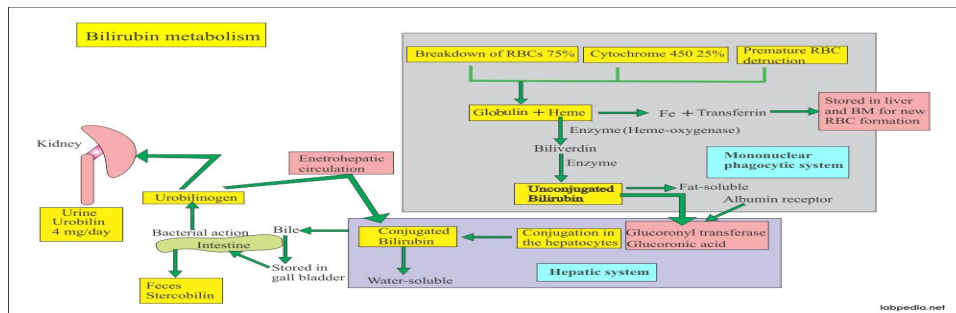 Bilirubin metabolism
Breakdown of RBCs 75%
Cytochrome 450 25%
Premature RBC
detruction
Globulin + Heme
Fe + Transferrin
Stored in liver
and BM for new
RBC formation
Enzyme (Heme-oxygenase)
Biliverdin
Enzyme
Mononuclear
phagocytic system
Unconjugated
Bilirubin
Fat-soluble
Albumin receptor
Kidney
Enetrohepatic
circulation
Urobilinogen
Urine
Urobilin
4 mg/day
Bacterial action
Intestine
Bile
Stored in
gall bladder
Feces
Stercobilin
Conjugated
Bilirubin
Conjugation in
the hepatocytes
Glucoronyl transferase
Glucoronic acid
Water-soluble
Hepatic system
labpedia.net